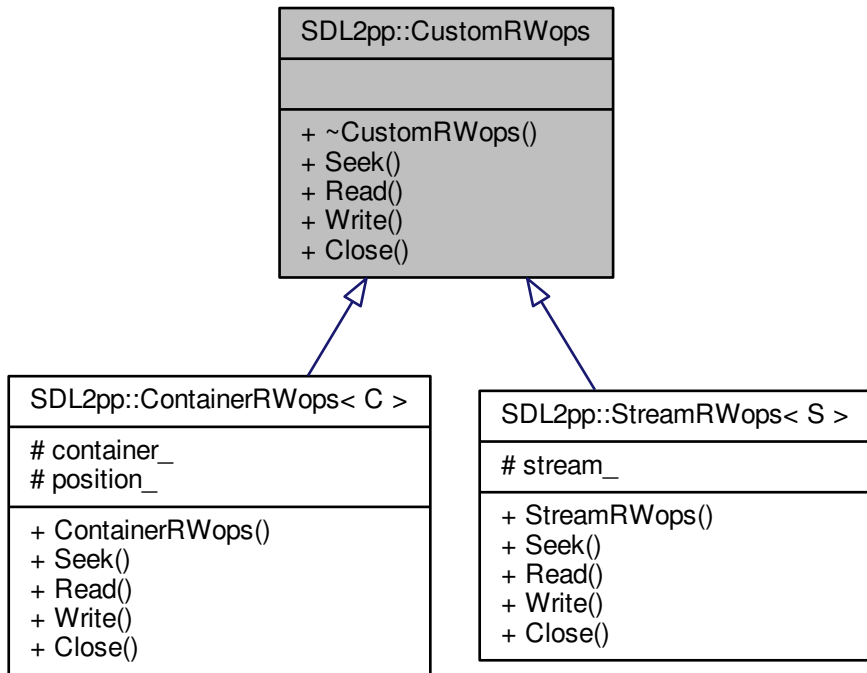 SDL2pp::CustomRWops
+ ~CustomRWops()
+ Seek()
+ Read()
+ Write()
+ Close()
SDL2pp::ContainerRWops< C >
# container_
# position_
+ ContainerRWops()
+ Seek()
+ Read()
+ Write()
+ Close()
SDL2pp::StreamRWops< S >
# stream_
+ StreamRWops()
+ Seek()
+ Read()
+ Write()
+ Close()